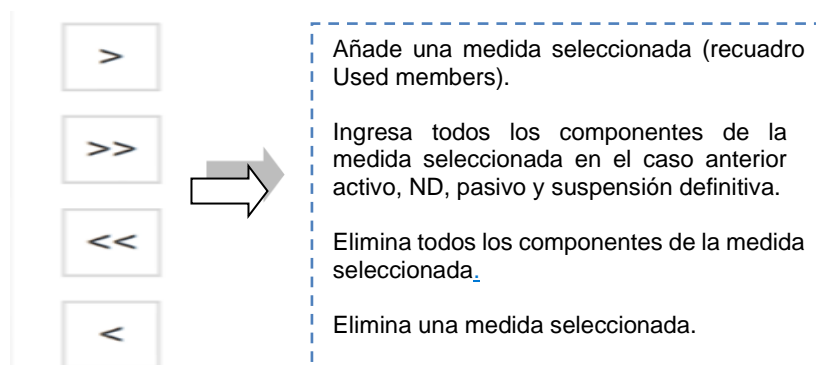 >
Añade una medida seleccionada (recuadro
Used members).
>>
Ingresa todos los componentes de la
medida seleccionada en el caso anterior
activo, ND, pasivo y suspensión definitiva.
<<
Elimina todos los componentes de la medida
seleccionada.
<
Elimina una medida seleccionada.